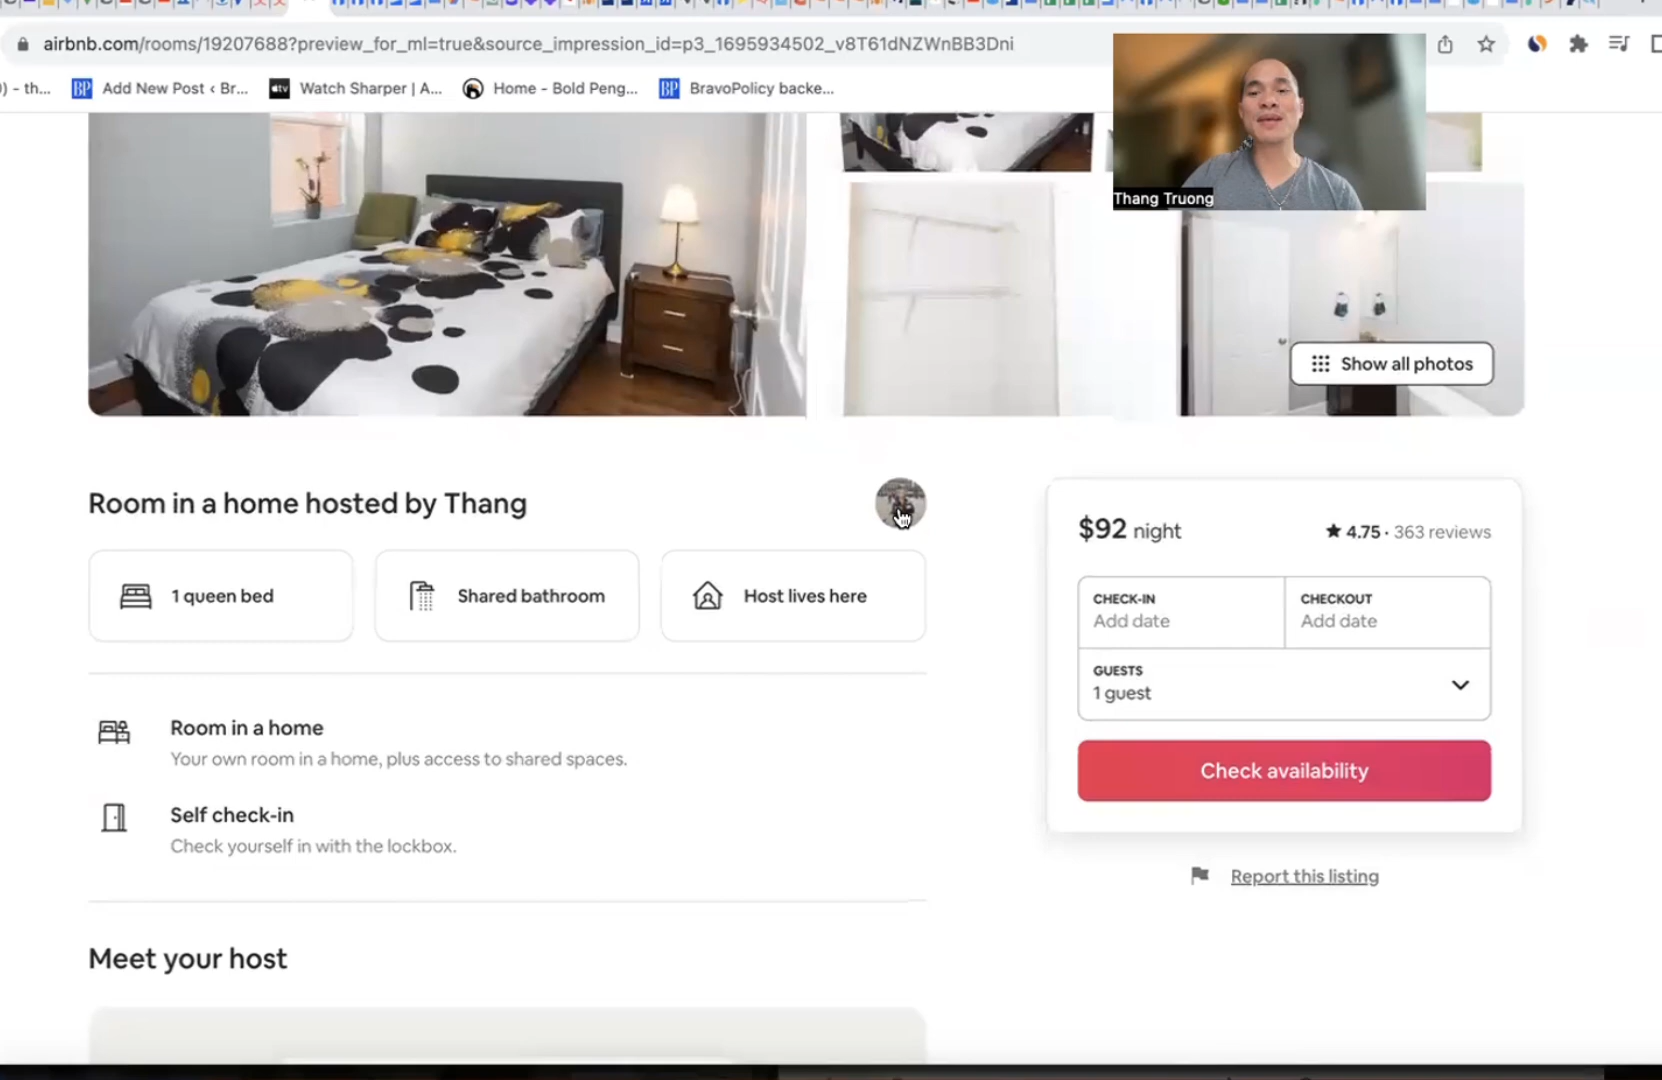 airbnb.com/rooms/19207688?preview_for_ml=true&source_impression_id=p3_1695934502_v8T61dNZWnBB3Dni
) - th...
BP Add New Post ‹ Br...
tv Watch Sharper | A...
Home - Bold Peng...
BP BravoPolicy backe...
Thang Truong
Show all photos
Room in a home hosted by Thang
1 queen bed
Shared bathroom
Host lives here
Room in a home
Your own room in a home, plus access to shared spaces.
Self check-in
Check yourself in with the lockbox.
Meet your host
$92 night
★ 4.75 · 363 reviews
CHECK-IN
Add date
CHECKOUT
Add date
GUESTS
1 guest
Check availability
Report this listing